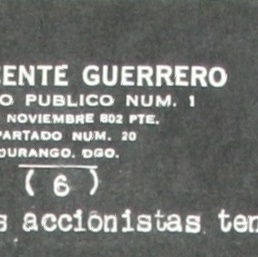 ENTE GUERRERO
O PUBLICO NUM. 1
NOVIEMBRE 802 PTE.
PARTADO NUM. 20
DURANGO, DGO.
( 6 )
s accionistas ten